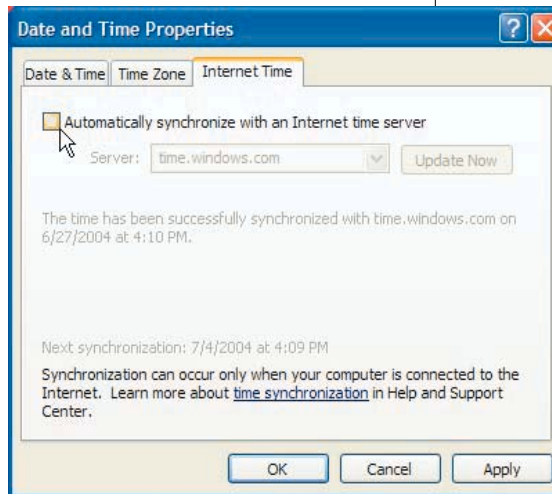 Date and Time Properties
Date & Time Time Zone Internet Time
Automatically synchronize with an Internet time server
Server: time.windows.com Update Now
The time has been successfully synchronized with time.windows.com on
6/27/2004 at 4:10 PM.
Next synchronization: 7/4/2004 at 4:09 PM
Synchronization can occur only when your computer is connected to the
Internet. Learn more about time synchronization in Help and Support
Center.
OK Cancel Apply